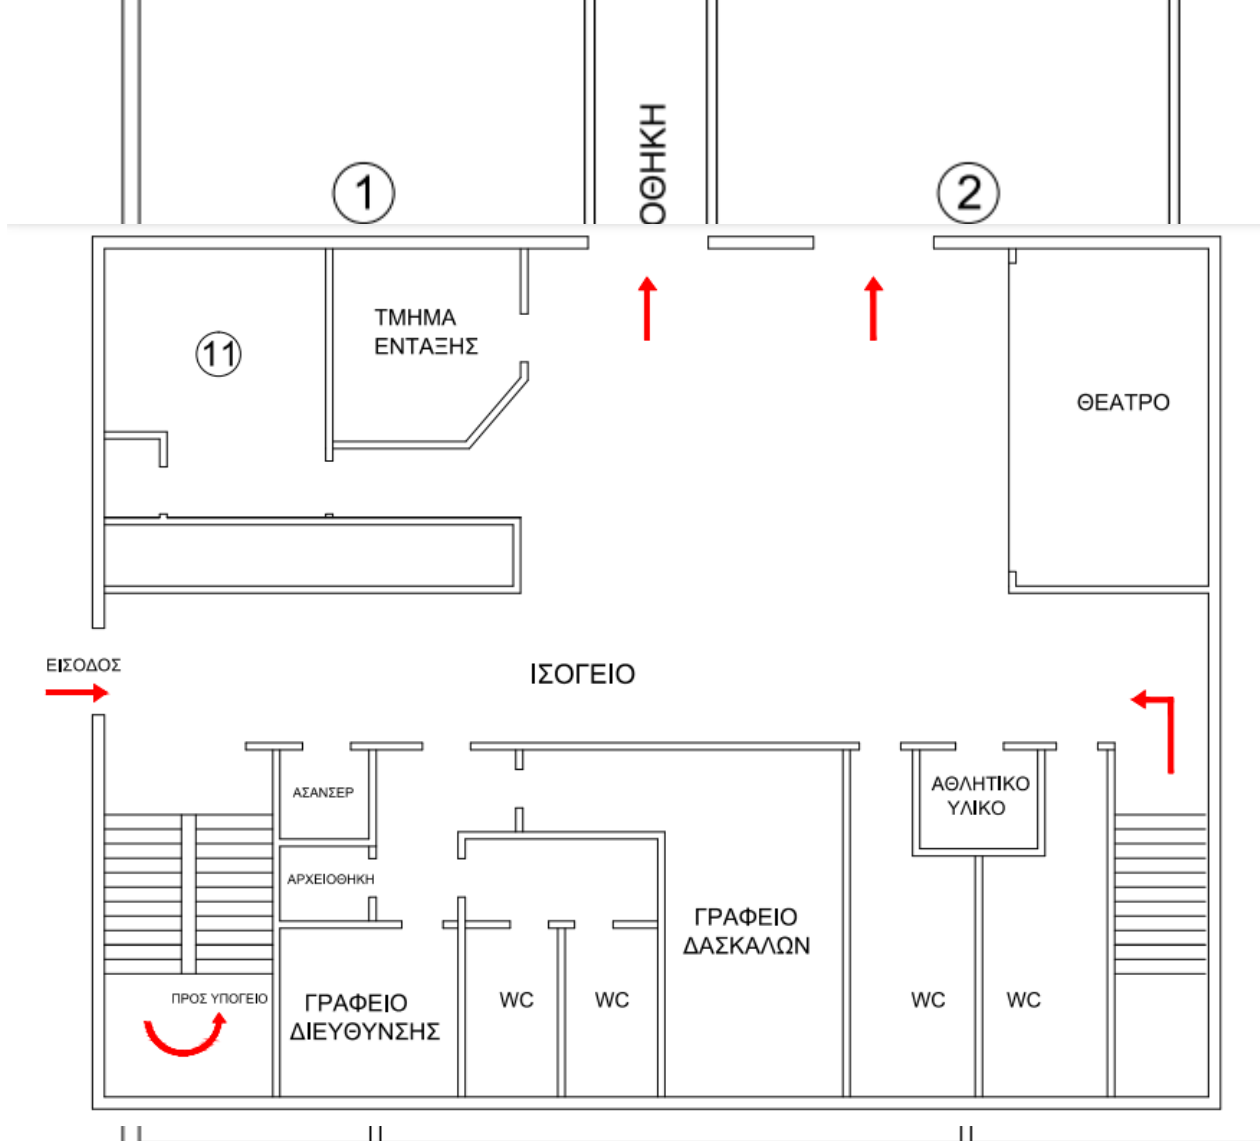 1
ΟΘΗΚΗ
2
ΤΜΗΜΑ
ΕΝΤΑΞΗΣ
11
ΘΕΑΤΡΟ
ΕΙΣΟΔΟΣ
ΙΣΟΓΕΙΟ
ΑΣΑΝΣΕΡ
ΑΘΛΗΤΙΚΟ
ΥΛΙΚΟ
ΑΡΧΕΙΟΘΗΚΗ
ΓΡΑΦΕΙΟ
ΔΑΣΚΑΛΩΝ
ΠΡΟΣ ΥΠΟΓΕΙΟ
ΓΡΑΦΕΙΟ
ΔΙΕΥΘΥΝΣΗΣ
WC
WC
WC
WC